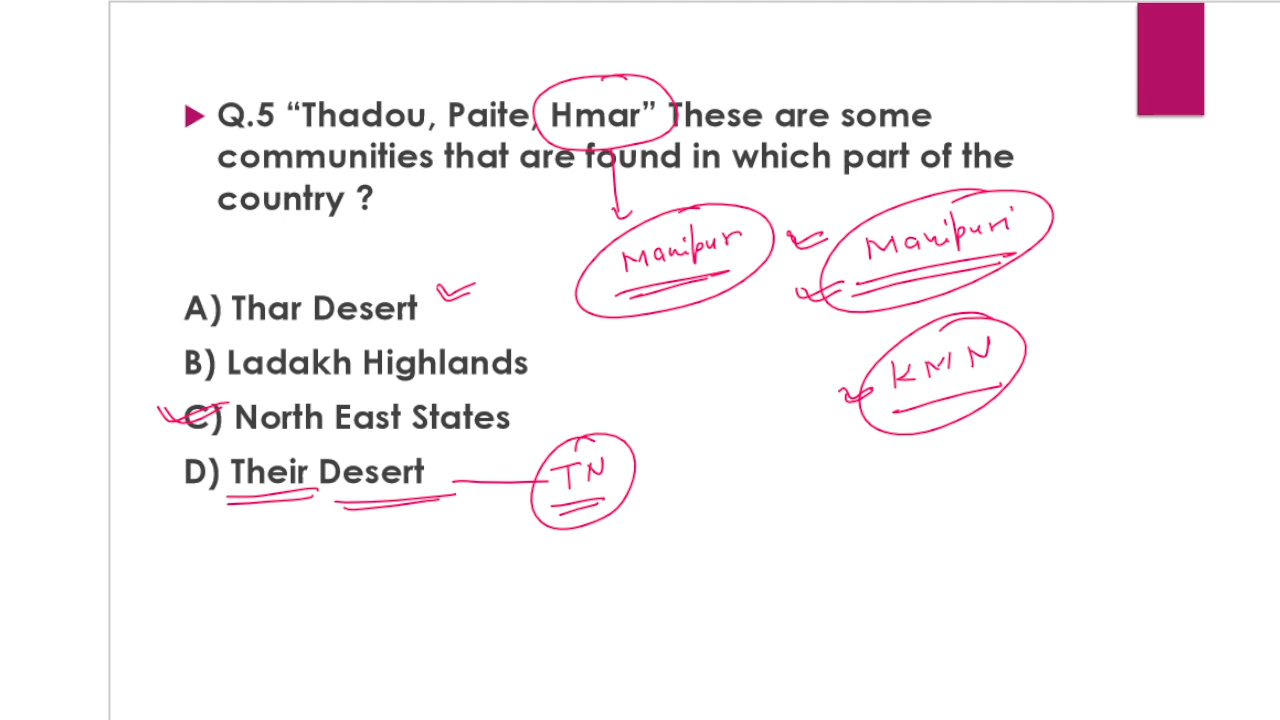 Q.5 “Thadou, Paite, Hmar” These are some
communities that are found in which part of the
country ?
Manipur
Manipuri
A) Thar Desert
B) Ladakh Highlands
KMN
C) North East States
D) Their Desert
TN